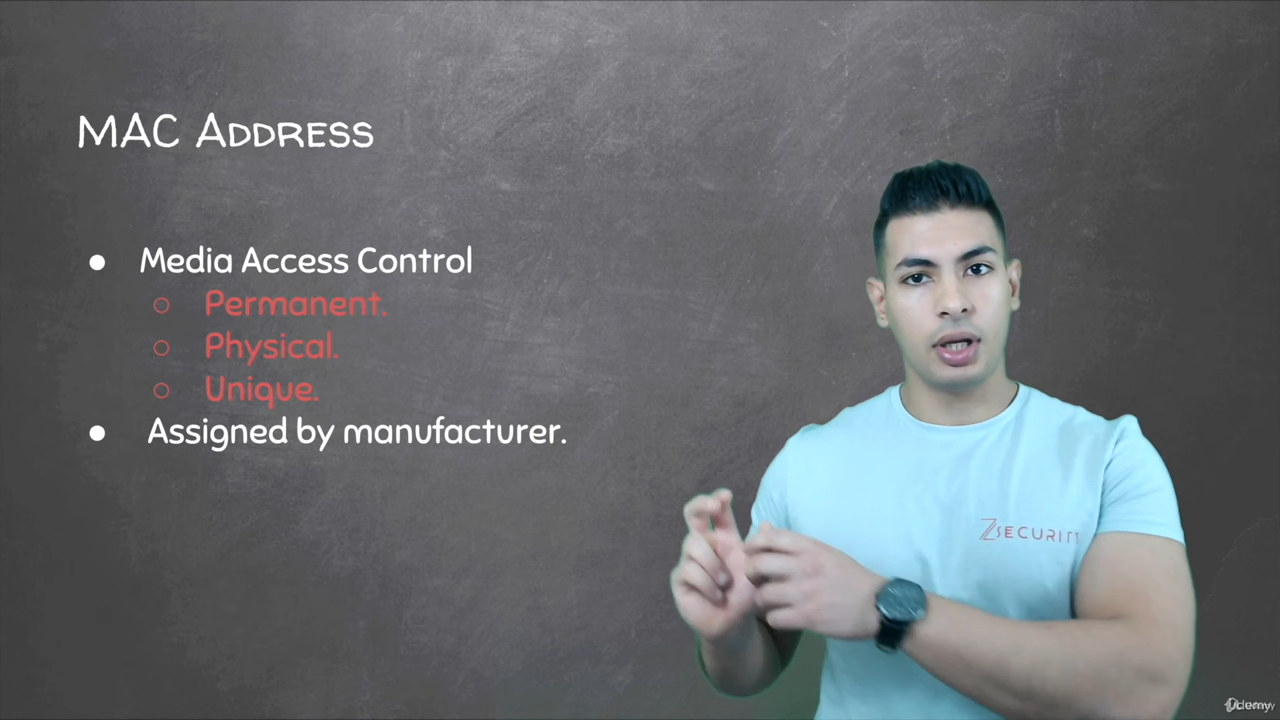 MAC ADDRESS
● Media Access Control
○ Permanent.
○ Physical.
○ Unique.
● Assigned by manufacturer.
ZSECURITY
Udemy